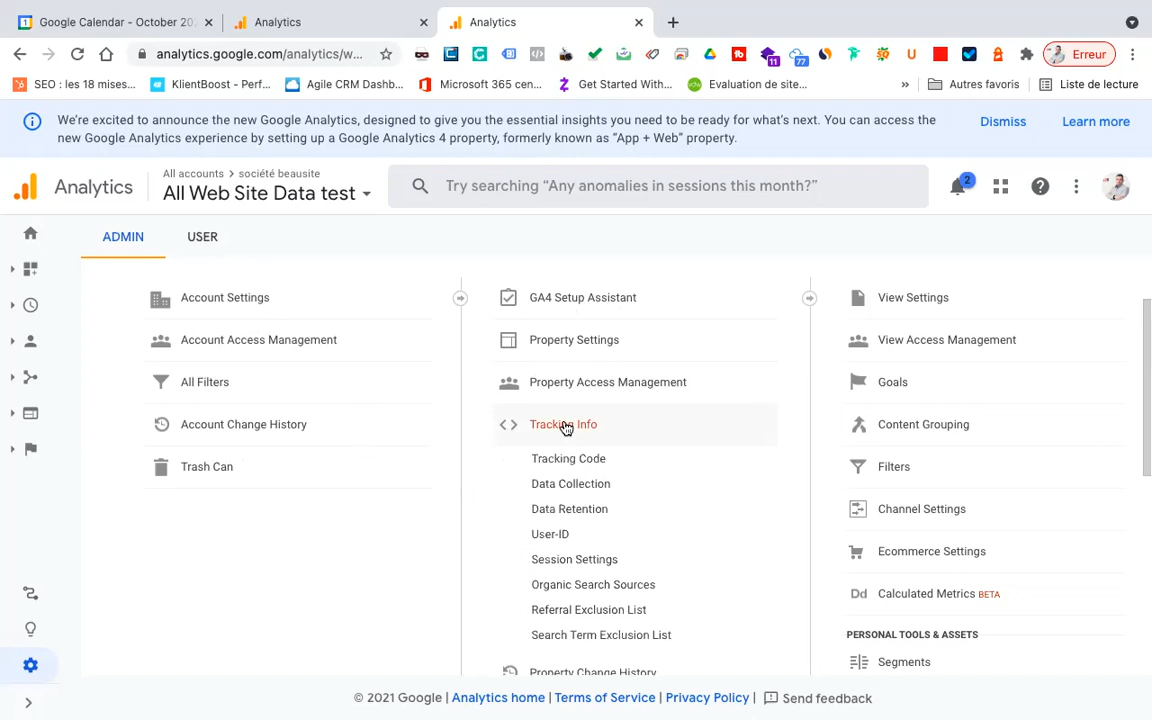 Google Calendar - October 20
Analytics
Analytics
analytics.google.com/analytics/w...
11
77
Erreur
SEO : les 18 mises...
KlientBoost - Perf...
Agile CRM Dashb...
Microsoft 365 cen...
Get Started With...
Evaluation de site...
»
Autres favoris
Liste de lecture
We're excited to announce the new Google Analytics, designed to give you the essential insights you need to be ready for what's next. You can access the
new Google Analytics experience by setting up a Google Analytics 4 property, formerly known as "App + Web" property.
Dismiss
Learn more
Analytics
All accounts > société beausite
All Web Site Data test
Try searching "Any anomalies in sessions this month?"
2
ADMIN
USER
Account Settings
Account Access Management
All Filters
Account Change History
Trash Can
GA4 Setup Assistant
Property Settings
Property Access Management
Tracking Info
Tracking Code
Data Collection
Data Retention
User-ID
Session Settings
Organic Search Sources
Referral Exclusion List
Search Term Exclusion List
Property Change History
View Settings
View Access Management
Goals
Content Grouping
Filters
Channel Settings
Ecommerce Settings
Dd Calculated Metrics BETA
PERSONAL TOOLS & ASSETS
Segments
© 2021 Google | Analytics home | Terms of Service | Privacy Policy | Send feedback